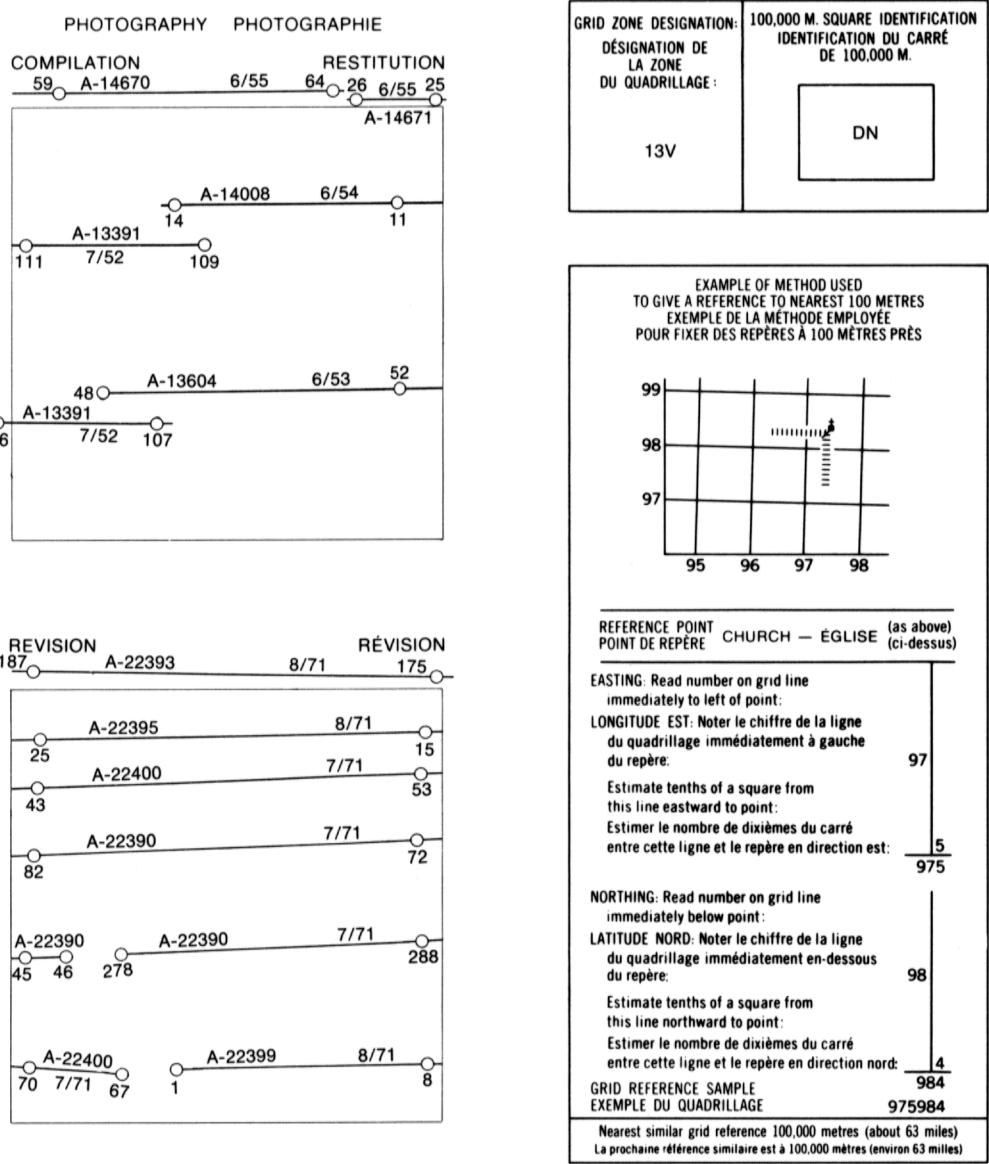 PHOTOGRAPHY PHOTOGRAPHIE
COMPILATION RESTITUTION
59 A-14670 6/55 64 26 6/55 25
A-14671
A-14008 6/54
14 11
A-13391
111 7/52 109
48 A-13604 6/53 52
A-13391
6 7/52 107
REVISION RÉVISION
187 A-22393 8/71 175
A-22395 8/71
25 15
A-22400 7/71
43 53
A-22390 7/71
82 72
A-22390 A-22390 7/71
45 46 278 288
A-22400 A-22399 8/71
70 7/71 67 1 8
GRID ZONE DESIGNATION:
DÉSIGNATION DE
LA ZONE
DU QUADRILLAGE :
13V
100,000 M. SQUARE IDENTIFICATION
IDENTIFICATION DU CARRÉ
DE 100,000 M.
DN
EXAMPLE OF METHOD USED
TO GIVE A REFERENCE TO NEAREST 100 METRES
EXEMPLE DE LA MÉTHODE EMPLOYÉE
POUR FIXER DES REPÈRES À 100 MÈTRES PRÈS
99
98
97
95 96 97 98
REFERENCE POINT
POINT DE REPÈRE CHURCH — ÉGLISE (as above)
(ci-dessus)
EASTING: Read number on grid line
immediately to left of point:
LONGITUDE EST: Noter le chiffre de la ligne
du quadrillage immédiatement à gauche
du repère: 97
Estimate tenths of a square from
this line eastward to point:
Estimer le nombre de dixièmes du carré
entre cette ligne et le repère en direction est: 5
975
NORTHING: Read number on grid line
immediately below point:
LATITUDE NORD: Noter le chiffre de la ligne
du quadrillage immédiatement en-dessous
du repère: 98
Estimate tenths of a square from
this line northward to point:
Estimer le nombre de dixièmes du carré
entre cette ligne et le repère en direction nord: 4
984
GRID REFERENCE SAMPLE
EXEMPLE DU QUADRILLAGE 975984
Nearest similar grid reference 100,000 metres (about 63 miles)
La prochaine référence similaire est à 100,000 mètres (environ 63 milles)